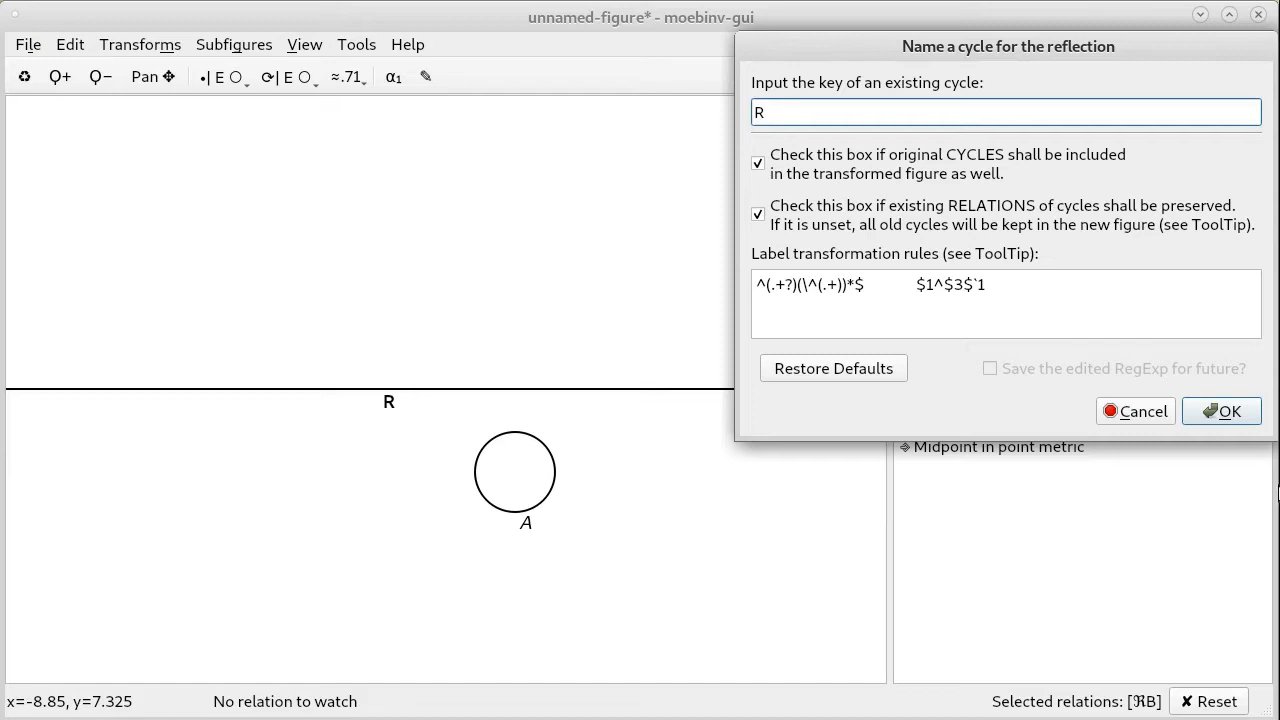 unnamed-figure* - moebinv-gui
File Edit Transforms Subfigures View Tools Help
Q+ Q− Pan ✥ •| E ○ ⟳| E ○ ≈.71 α₁ ✎
Name a cycle for the reflection
Input the key of an existing cycle:
R
Check this box if original CYCLES shall be included
in the transformed figure as well.
Check this box if existing RELATIONS of cycles shall be preserved.
If it is unset, all old cycles will be kept in the new figure (see ToolTip).
Label transformation rules (see ToolTip):
^(.+?)(\^(.+))*$ $1^$3$`1
Restore Defaults Save the edited RegExp for future?
Cancel OK
R
A
Midpoint in point metric
x=-8.85, y=7.325 No relation to watch Selected relations: [ℜB] ✘ Reset